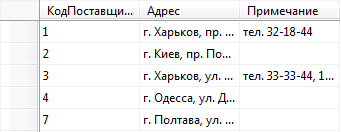 КодПоставщи... Адрес Примечание
1 г. Харьков, пр. ... тел. 32-18-44
2 г. Киев, пр. По...
3 г. Харьков, ул. ... тел. 33-33-44, 1...
4 г. Одесса, ул. Д...
7 г. Полтава, ул. ...